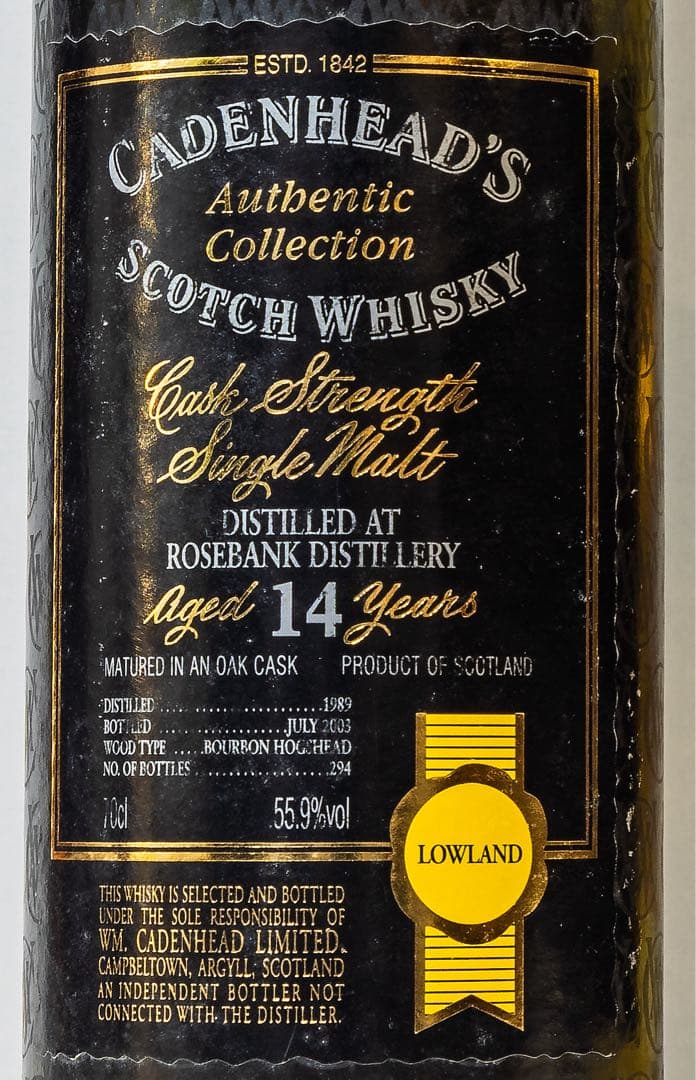 ESTD. 1842
CADENHEAD'S
Authentic
Collection
SCOTCH WHISKY
Cask Strength
Single Malt
DISTILLED AT
ROSEBANK DISTILLERY
Aged 14 Years
MATURED IN AN OAK CASK PRODUCT OF SCOTLAND
DISTILLED ........................1989
BOTTLED ....................JULY 2003
WOOD TYPE .....BOURBON HOGSHEAD
NO. OF BOTTLES .....................294
70cl 55.9%vol
LOWLAND
THIS WHISKY IS SELECTED AND BOTTLED
UNDER THE SOLE RESPONSIBILITY OF
WM. CADENHEAD LIMITED,
CAMPBELTOWN, ARGYLL, SCOTLAND
AN INDEPENDENT BOTTLER NOT
CONNECTED WITH THE DISTILLER.